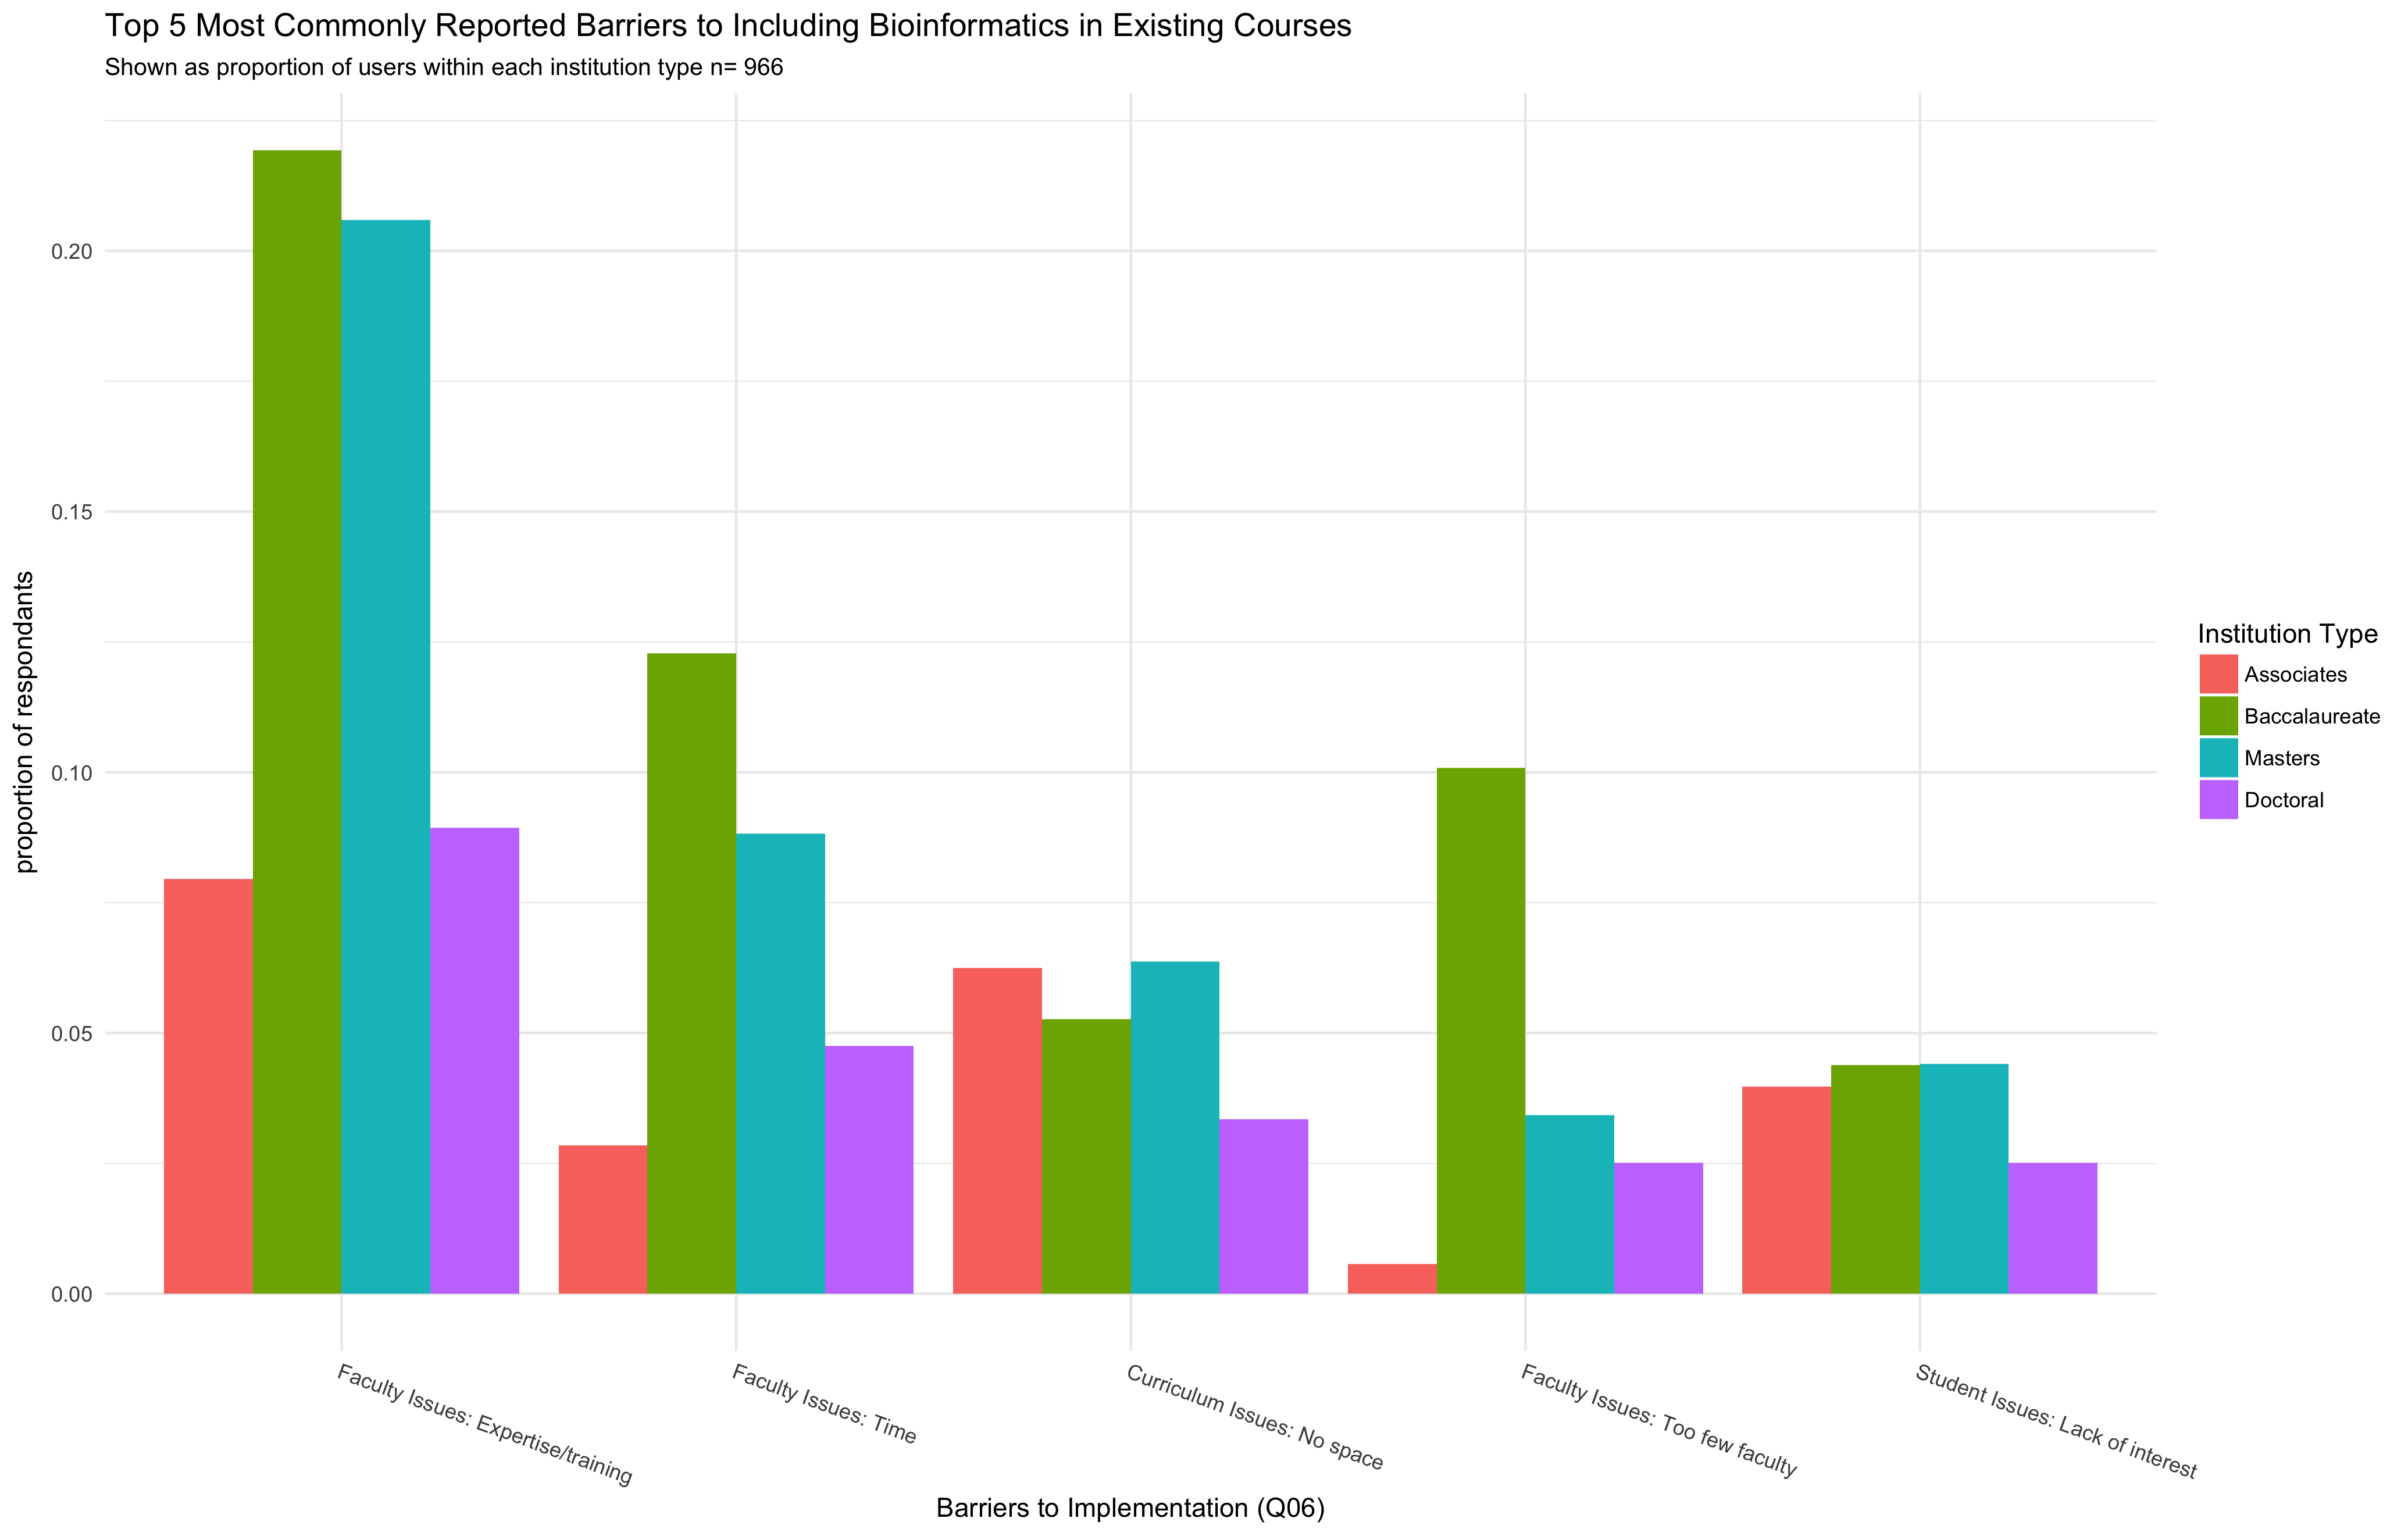 Top 5 Most Commonly Reported Barriers to Including Bioinformatics in Existing Courses
Shown as proportion of users within each institution type n= 966
proportion of respondants
0.20
0.15
0.10
0.05
0.00
Faculty Issues: Expertise/training
Faculty Issues: Time
Curriculum Issues: No space
Faculty Issues: Too few faculty
Student Issues: Lack of interest
Barriers to Implementation (Q06)
Institution Type
Associates
Baccalaureate
Masters
Doctoral